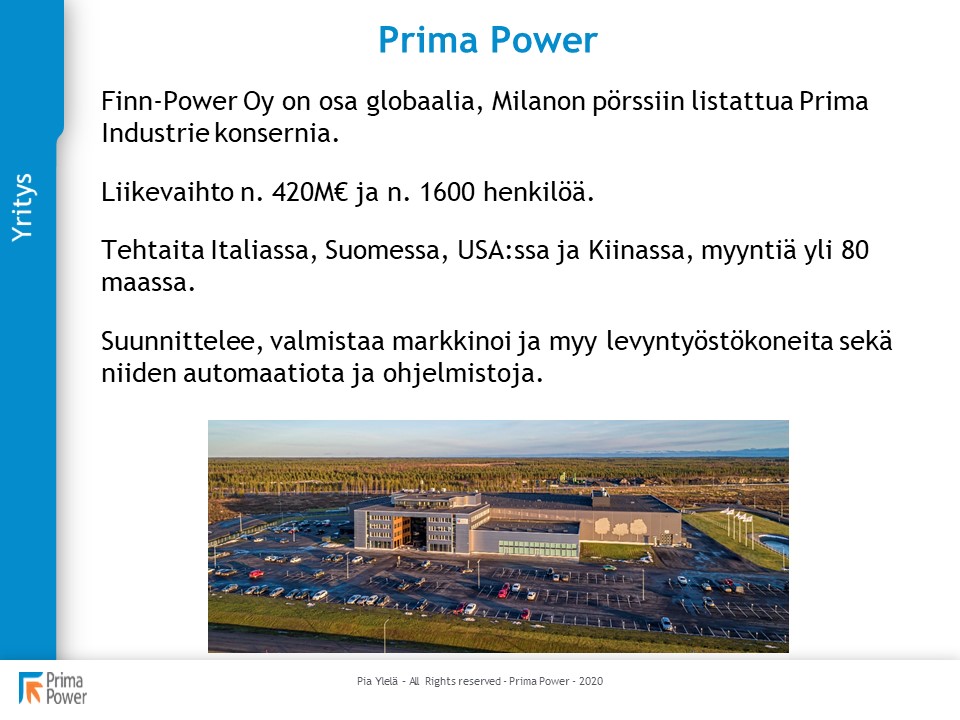 Prima Power
Finn-Power Oy on osa globaalia, Milanon pörssiin listattua Prima
Industrie konsernia.
Liikevaihto n. 420M€ ja n. 1600 henkilöä.
Tehtaita Italiassa, Suomessa, USA:ssa ja Kiinassa, myyntiä yli 80
maassa.
Suunnittelee, valmistaa markkinoi ja myy levyntyöstökoneita sekä
niiden automaatiota ja ohjelmistoja.
Yritys
Prima
Power
Pia Ylelä - All Rights reserved - Prima Power - 2020